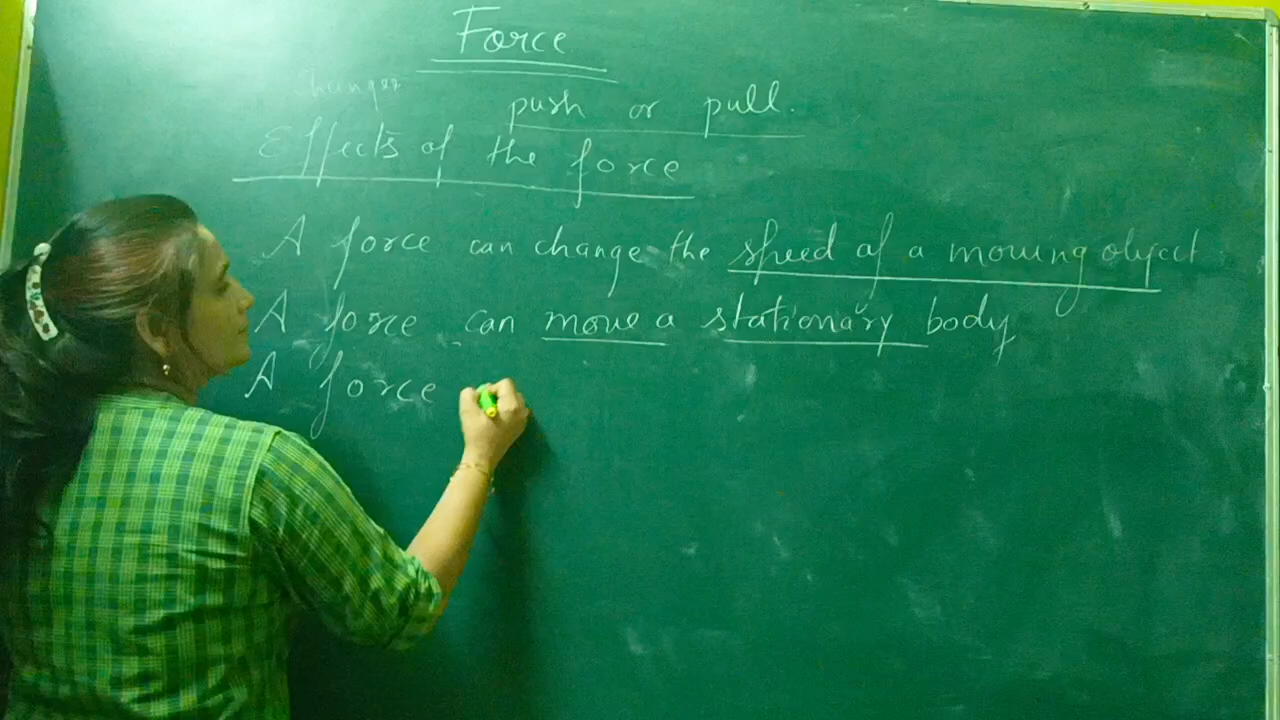 Force
push or pull.
Effects of the force
A force can change the speed of a moving object
A force can move a stationary body
A force